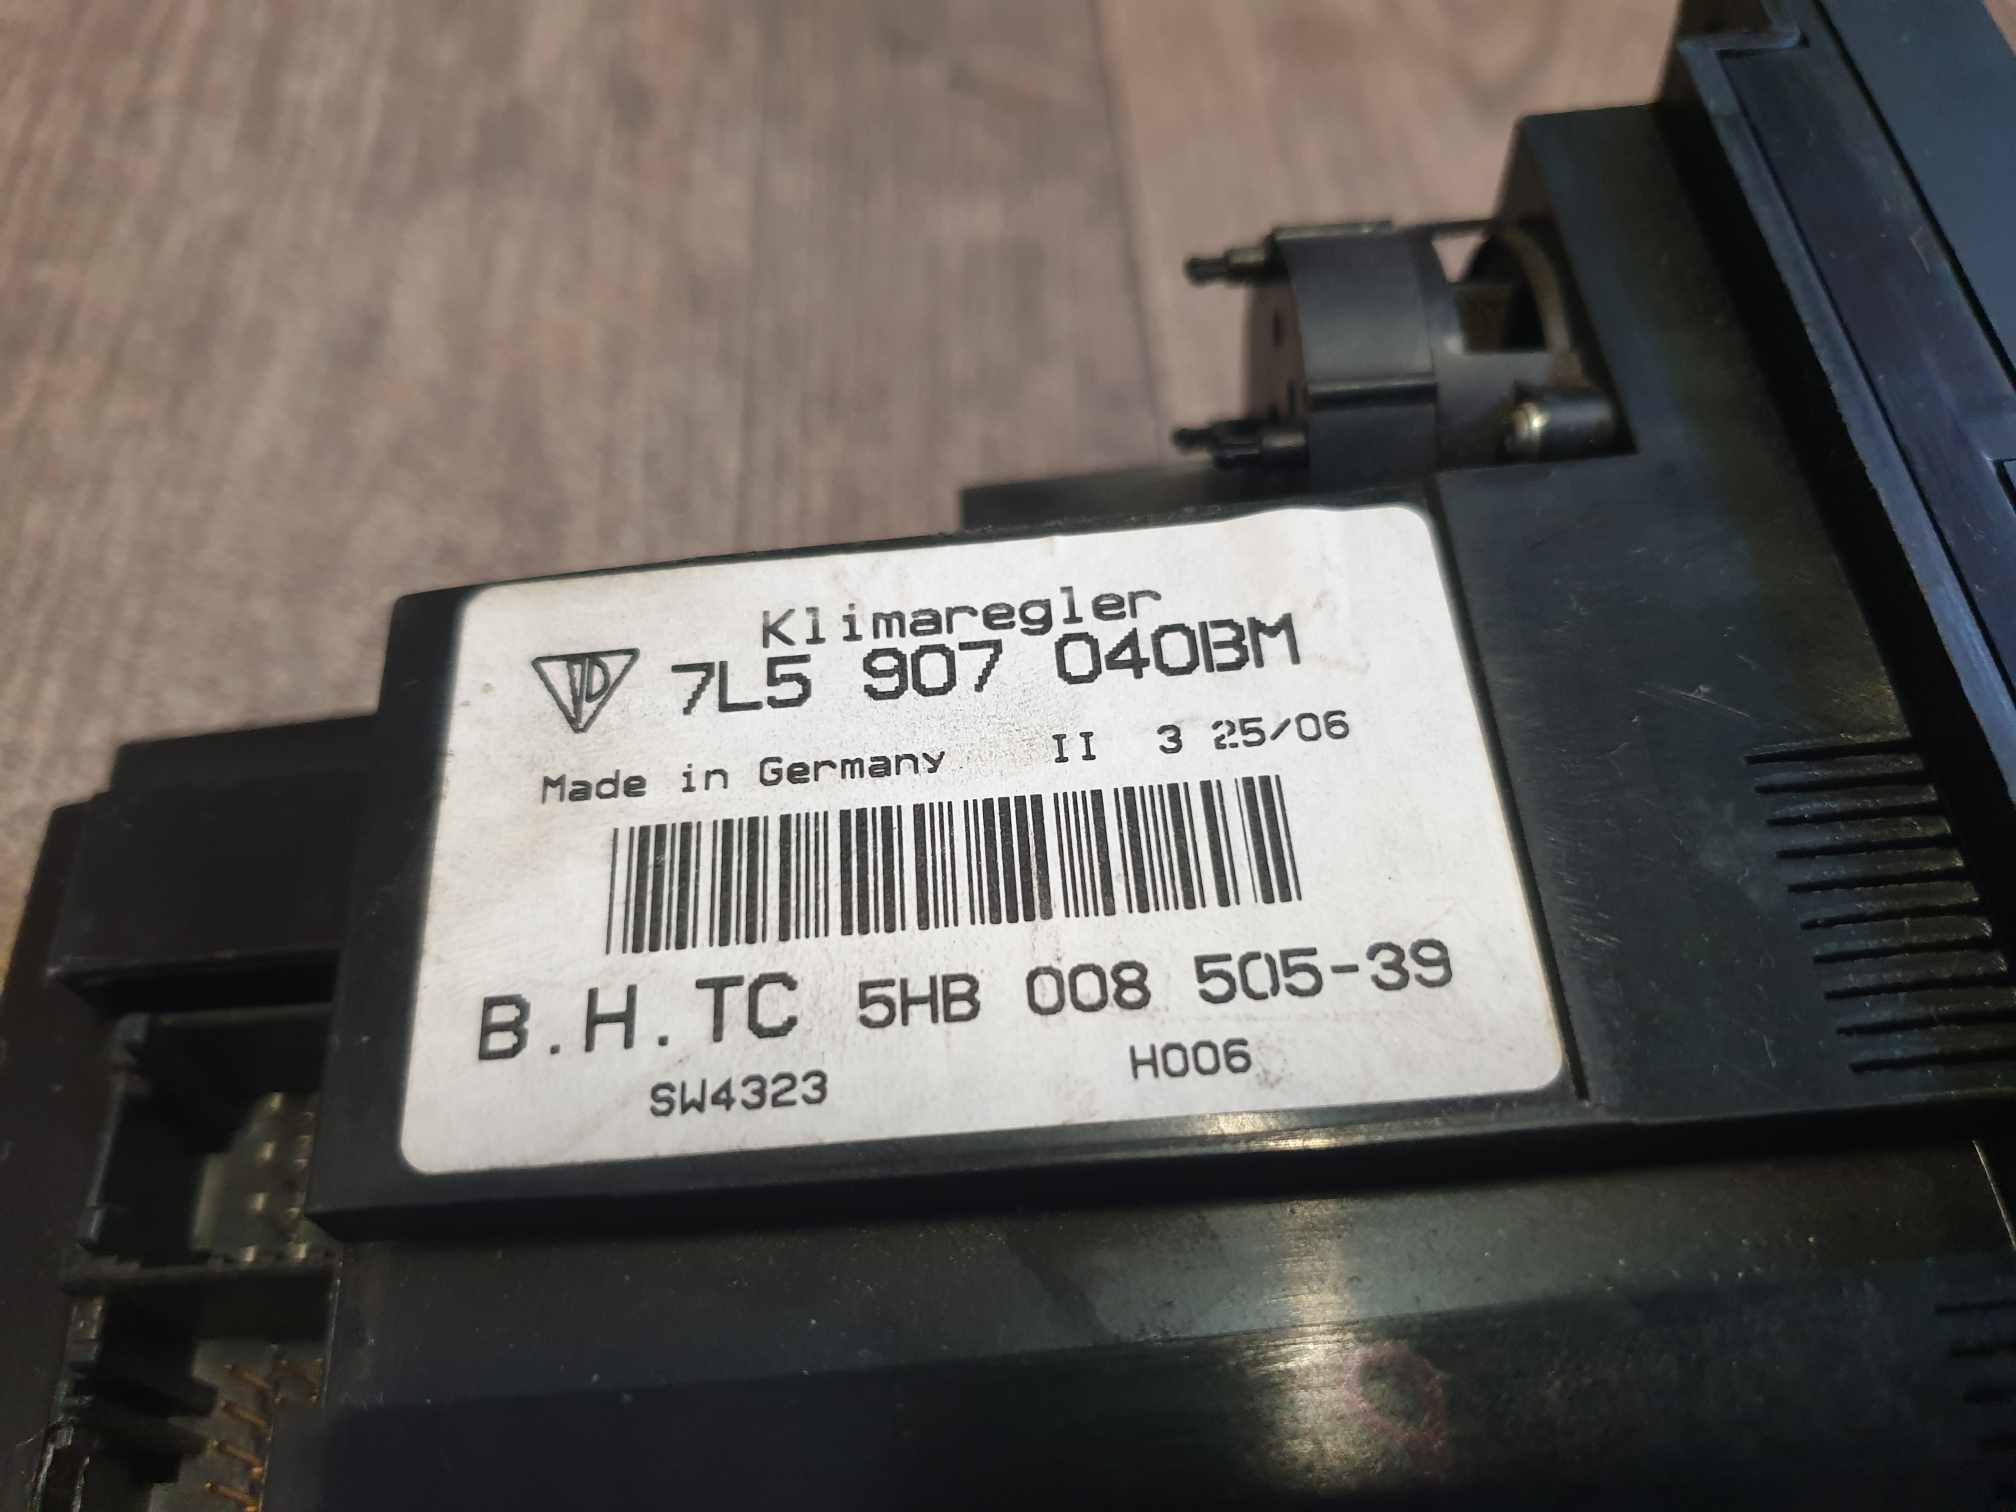 Klimaregler
7L5 907 040BM
Made in Germany II 3 25/06
B.H.TC 5HB 008 505-39
SW4323 H006